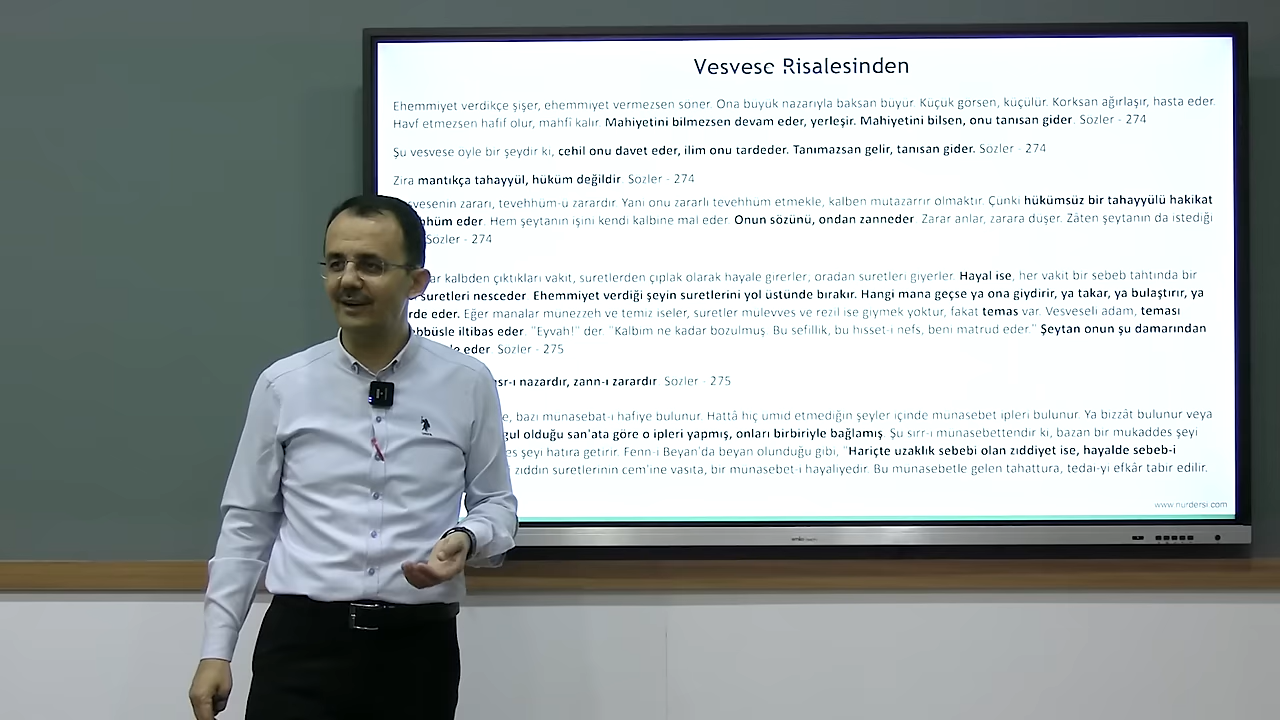 Vesvese Risalesinden
Ehemmiyet verdikçe şişer, ehemmiyet vermezsen söner. Ona büyük nazarıyla baksan büyür. Küçük görsen, küçülür. Korksan ağırlaşır, hasta eder.
Havf etmezsen hafif olur, mahfî kalır. Mahiyetini bilmezsen devam eder, yerleşir. Mahiyetini bilsen, onu tanısan gider. Sözler - 274
Şu vesvese öyle bir şeydir ki, cehil onu davet eder, ilim onu tardeder. Tanımazsan gelir, tanısan gider. Sözler - 274
Zira mantıkça tahayyül, hüküm değildir. Sözler - 274
svesenin zararı, tevehhüm-ü zarardır. Yani onu zararlı tevehhüm etmekle, kalben mutazarrır olmaktır. Çünki hükümsüz bir tahayyülü hakikat
hhüm eder. Hem şeytanın işini kendi kalbine mal eder. Onun sözünü, ondan zanneder. Zarar anlar, zarara düşer. Zâten şeytanın da istediği
Sözler - 274
ar kalbden çıktıkları vakit, suretlerden çıplak olarak hayale girerler, oradan suretleri giyerler. Hayal ise, her vakit bir sebeb tahtında bir
suretleri nesceder. Ehemmiyet verdiği şeyin suretlerini yol üstünde bırakır. Hangi mana geçse ya ona giydirir, ya takar, ya bulaştırır, ya
rde eder. Eğer manalar münezzeh ve temiz iseler, suretler mülevves ve rezil ise giymek yoktur, fakat temas var. Vesveseli adam, teması
ebbüsle iltibas eder. "Eyvah!" der. "Kalbim ne kadar bozulmuş. Bu sefillik, bu hısset-i nefs, beni matrud eder." Şeytan onun şu damarından
e eder. Sözler - 275
asr-ı nazardır, zann-ı zarardır. Sözler - 275
e, bazı münasebat-ı hafiye bulunur. Hattâ hiç ümid etmediğin şeyler içinde münasebet ipleri bulunur. Ya bizzât bulunur veya
gul olduğu san'ata göre o ipleri yapmış, onları birbiriyle bağlamış. Şu sırr-ı münasebettendir ki, bazan bir mukaddes şeyi
es şeyi hatıra getirir. Fenn-i Beyan'da beyan olunduğu gibi, "Hariçte uzaklık sebebi olan zıddiyet ise, hayalde sebeb-i
zıddın suretlerinin cem'ine vasıta, bir münasebet-i hayaliyedir. Bu münasebetle gelen tahattura, tedai-yi efkâr tabir edilir.
www.nurdersi.com